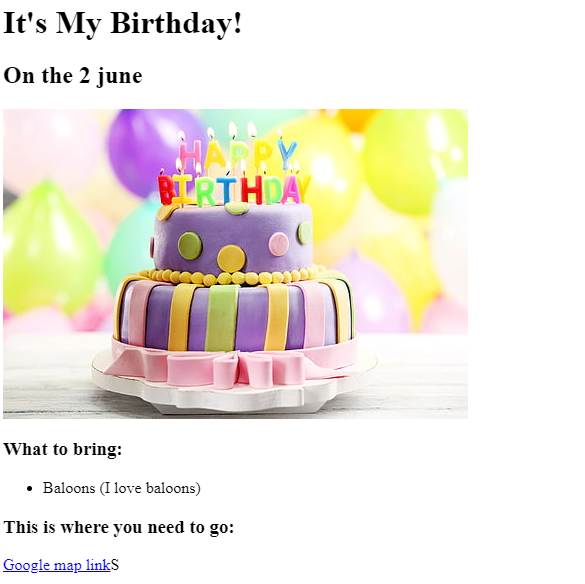 It's My Birthday!
On the 2 june
HAPPY
BIRTHDAY
What to bring:
Baloons (I love baloons)
This is where you need to go:
Google map linkS